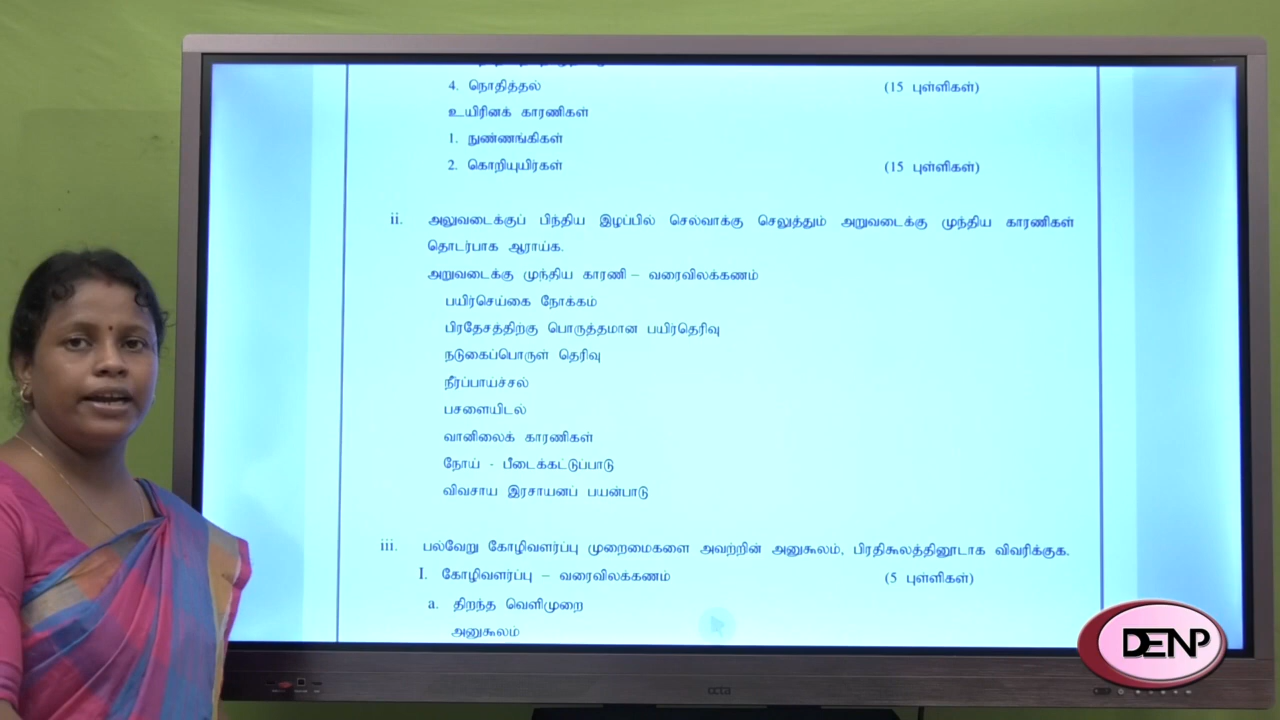 4. நொதித்தல் (15 புள்ளிகள்)
உயிரினக் காரணிகள்
1. நுண்ணங்கிகள்
2. கொறியுயிர்கள் (15 புள்ளிகள்)
ii. அலுவடைக்குப் பிந்திய இழப்பில் செலவாக்கு செலுத்தும் அறுவடைக்கு முந்திய காரணிகள்
தொடர்பாக ஆராய்க.
அறுவடைக்கு முந்திய காரணி – வரைவிலக்கணம்
பயிர்செய்கை நோக்கம
பிரதேசத்திற்கு பொருத்தமான பயிர்தெரிவு
நடுகைப்பொருள் தெரிவு
நீர்ப்பாய்ச்சல்
பசளையிடல்
வானிலைக் காரணிகள்
நோய் - பீடைக்கட்டுப்பாடு
விவசாய இரசாயனப் பயன்பாடு
iii. பல்வேறு கோழிவளர்ப்பு முறைமைகளை அவற்றின் அனுகூலம், பிரதிகூலத்தினூடாக விவரிக்குக.
I. கோழிவளர்ப்பு – வரைவிலக்கணம் (5 புள்ளிகள்)
a. திறந்த வெளிமுறை
அனுகூலம்
DENP